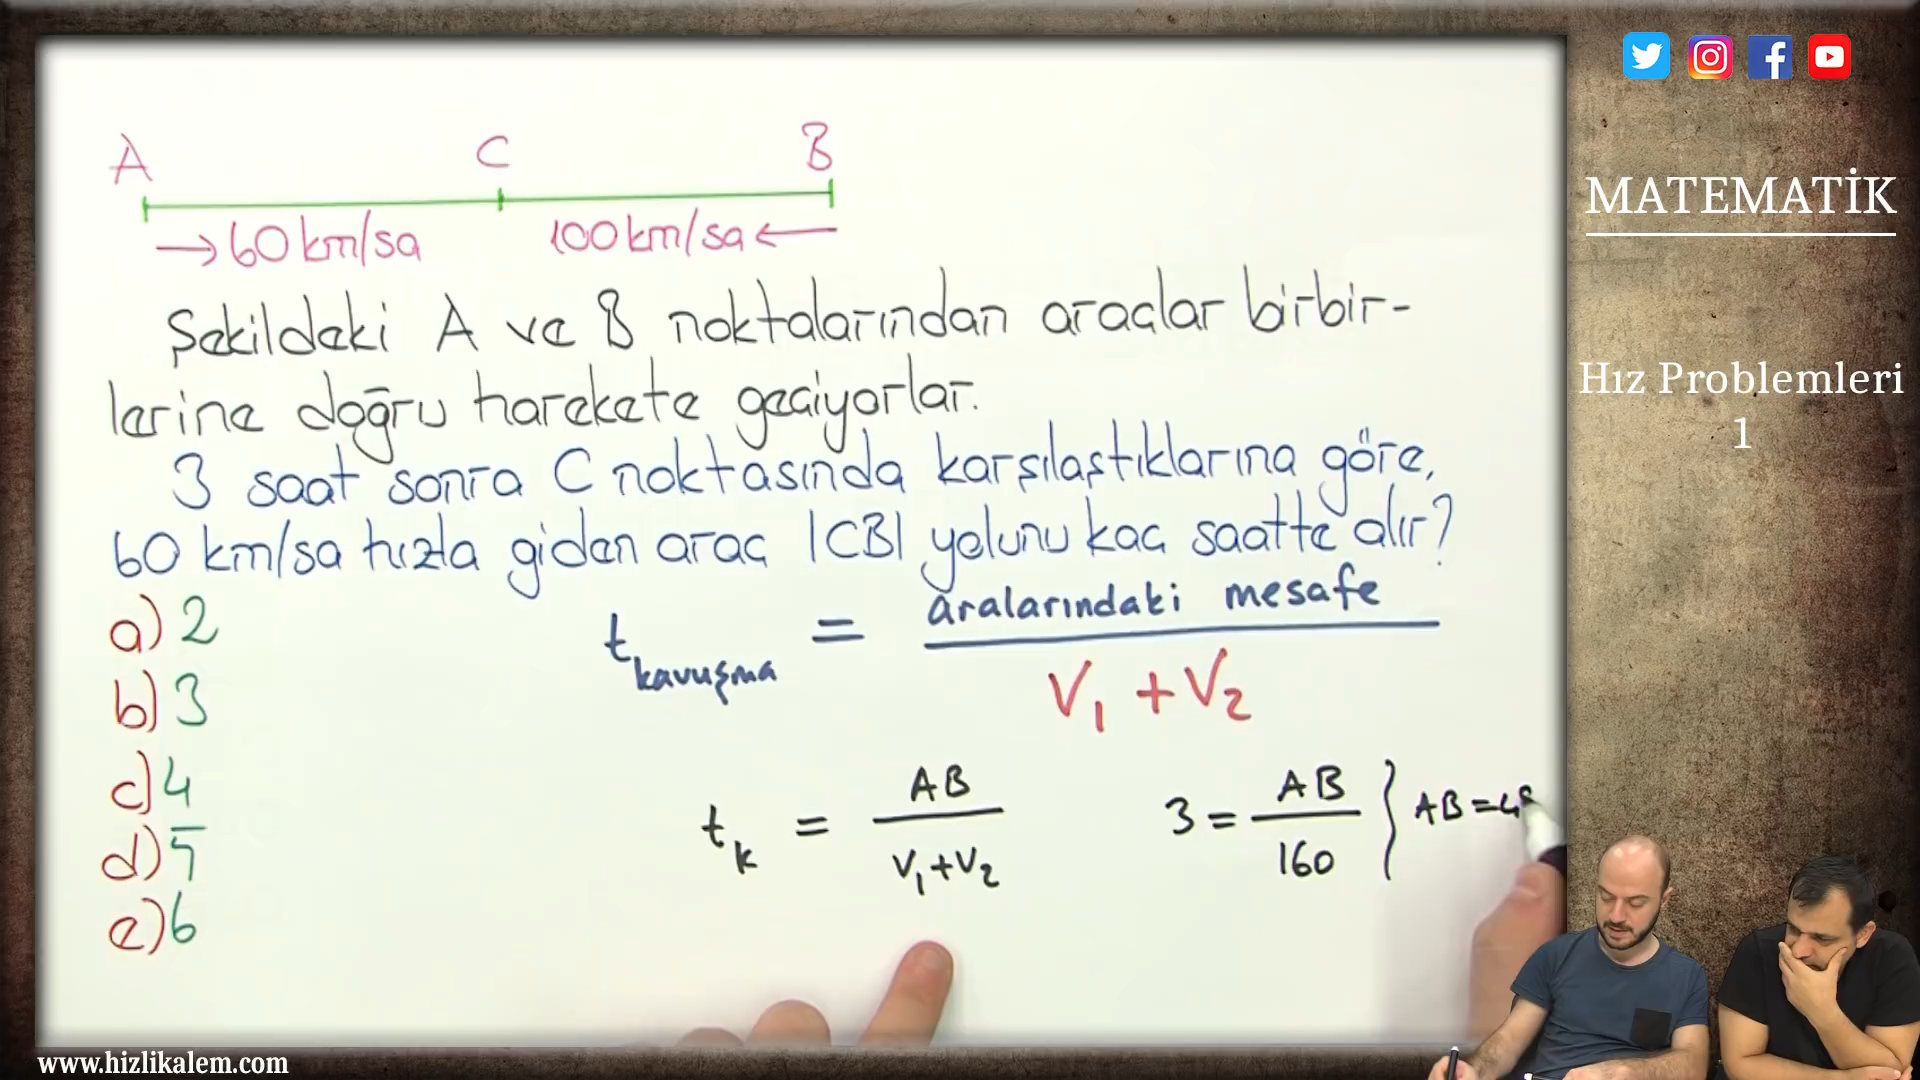 A C B
→60 km/sa 100 km/sa←
Şekildeki A ve B noktalarından araçlar birbir-
lerine doğru harekete geçiyorlar.
3 saat sonra C noktasında karşılaştıklarına göre,
60 km/sa hızla giden araç |CB| yolunu kaç saatte alır?
a) 2
b) 3
c) 4
d) 5
e) 6
t kavuşma = aralarındaki mesafe / V1 + V2
tk = AB / V1+V2
3 = AB / 160 } AB = 48
MATEMATİK
Hız Problemleri
1
www.hizlikalem.com